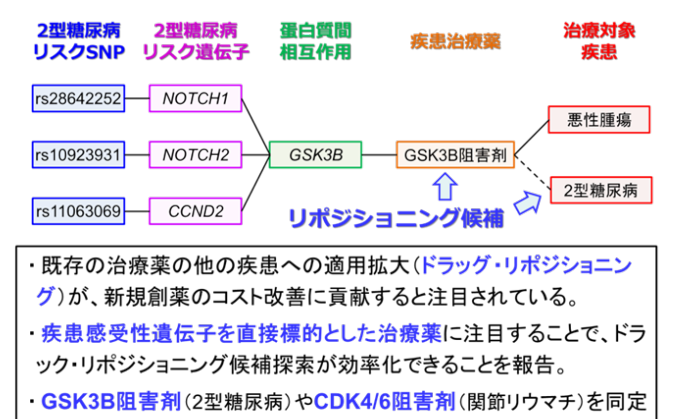 2型糖尿病 2型糖尿病 蛋白質間 疾患治療薬 治療対象
リスクSNP リスク遺伝子 相互作用 疾患
rs28642252 NOTCH1 悪性腫瘍
rs10923931 NOTCH2 GSK3B GSK3B阻害剤
2型糖尿病
rs11063069 CCND2 リポジショニング候補
・既存の治療薬の他の疾患への適用拡大(ドラッグ・リポジショニン
グ)が、新規創薬のコスト改善に貢献すると注目されている。
・疾患感受性遺伝子を直接標的とした治療薬に注目することで、ドラ
ック・リポジショニング候補探索が効率化できることを報告。
・GSK3B阻害剤(2型糖尿病)やCDK4/6阻害剤(関節リウマチ)を同定